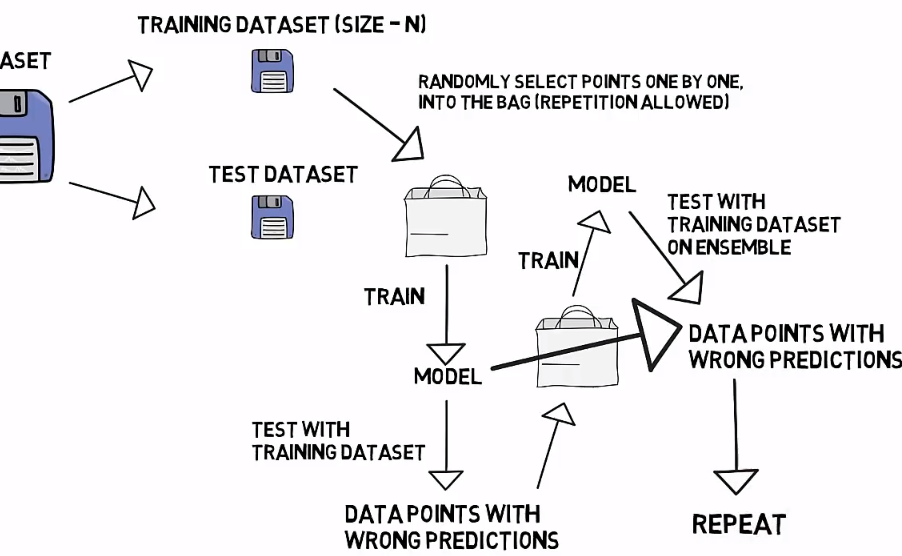 TRAINING DATASET (SIZE - N)
ASET
RANDOMLY SELECT POINTS ONE BY ONE,
INTO THE BAG (REPETITION ALLOWED)
TEST DATASET
MODEL
TEST WITH
TRAINING DATASET
ON ENSEMBLE
TRAIN
TRAIN
DATA POINTS WITH
WRONG PREDICTIONS
MODEL
TEST WITH
TRAINING DATASET
DATA POINTS WITH
WRONG PREDICTIONS
REPEAT